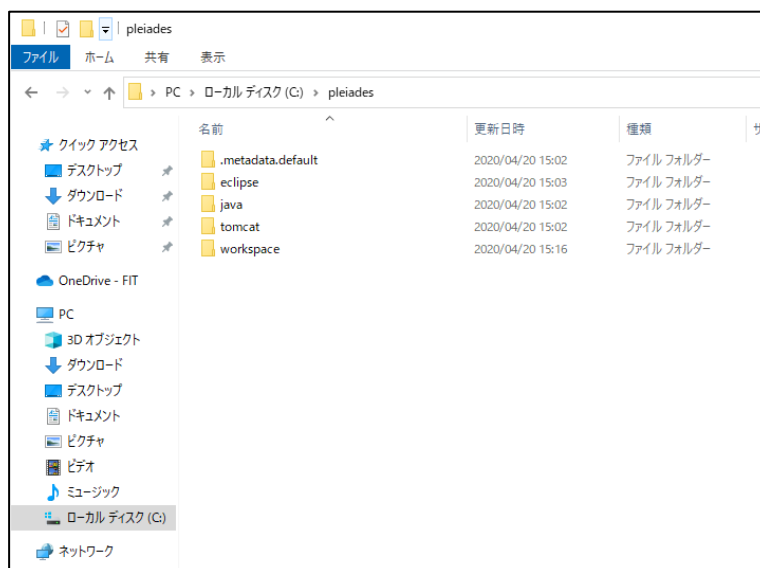 pleiades
ファイル ホーム 共有 表示
PC ローカル ディスク (C:) pleiades
名前 更新日時 種類
クイック アクセス
デスクトップ
ダウンロード
ドキュメント
ピクチャ
OneDrive - FIT
PC
3D オブジェクト
ダウンロード
デスクトップ
ドキュメント
ピクチャ
ビデオ
ミュージック
ローカル ディスク (C:)
ネットワーク
.metadata.default 2020/04/20 15:02 ファイル フォルダー
eclipse 2020/04/20 15:03 ファイル フォルダー
java 2020/04/20 15:02 ファイル フォルダー
tomcat 2020/04/20 15:02 ファイル フォルダー
workspace 2020/04/20 15:16 ファイル フォルダー